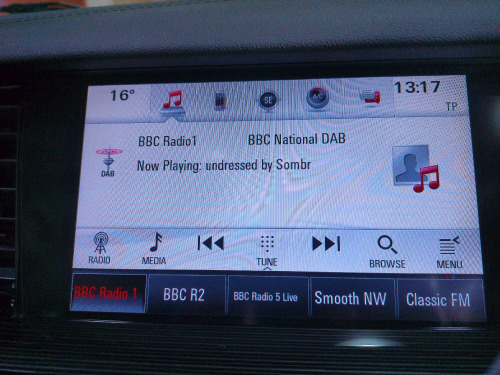 16° 13:17
SE A/C
TP
BBC Radio1 BBC National DAB
Now Playing: undressed by Sombr
DAB
RADIO MEDIA TUNE BROWSE MENU
BBC Radio 1 BBC R2 BBC Radio 5 Live Smooth NW Classic FM